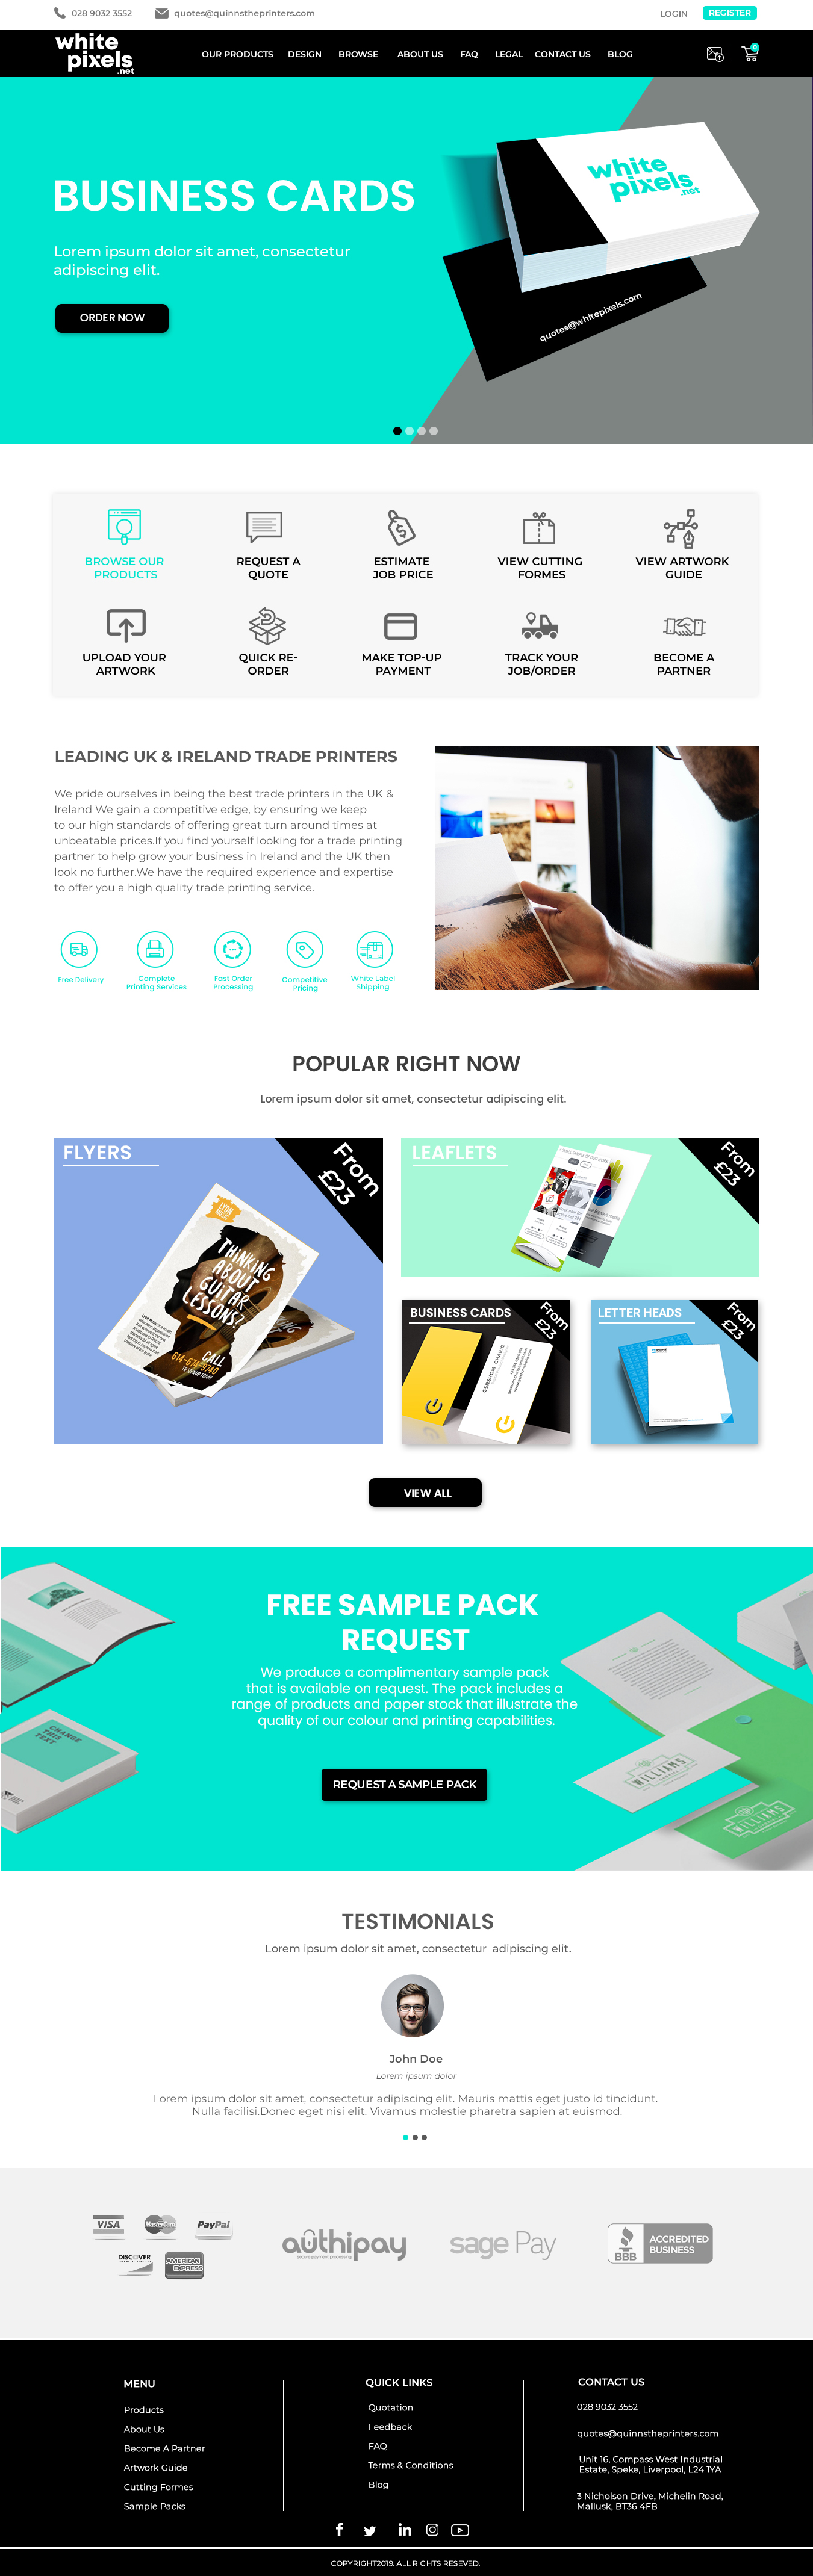 028 9032 3552
quotes@quinnstheprinters.com
LOGIN
REGISTER
white
pixels
.net
OUR PRODUCTS
DESIGN
BROWSE
ABOUT US
FAQ
LEGAL
CONTACT US
BLOG
0
BUSINESS CARDS
Lorem ipsum dolor sit amet, consectetur
adipiscing elit.
ORDER NOW
white
pixels
.net
quotes@whitepixels.com
BROWSE OUR
PRODUCTS
REQUEST A
QUOTE
ESTIMATE
JOB PRICE
VIEW CUTTING
FORMES
VIEW ARTWORK
GUIDE
UPLOAD YOUR
ARTWORK
QUICK RE-
ORDER
MAKE TOP-UP
PAYMENT
TRACK YOUR
JOB/ORDER
BECOME A
PARTNER
LEADING UK & IRELAND TRADE PRINTERS
We pride ourselves in being the best trade printers in the UK &
Ireland We gain a competitive edge, by ensuring we keep
to our high standards of offering great turn around times at
unbeatable prices.If you find yourself looking for a trade printing
partner to help grow your business in Ireland and the UK then
look no further.We have the required experience and expertise
to offer you a high quality trade printing service.
Free Delivery
Complete
Printing Services
Fast Order
Processing
Competitive
Pricing
White Label
Shipping
POPULAR RIGHT NOW
Lorem ipsum dolor sit amet, consectetur adipiscing elit.
FLYERS
From
£23
THINKING
ABOUT
GUITAR
LESSONS?
CALL
614-674-9740
LEAFLETS
From
£23
BUSINESS CARDS
From
£23
LETTER HEADS
From
£23
VIEW ALL
FREE SAMPLE PACK
REQUEST
We produce a complimentary sample pack
that is available on request. The pack includes a
range of products and paper stock that illustrate the
quality of our colour and printing capabilities.
REQUEST A SAMPLE PACK
CHANGE
THIS
TEXT
WILLIAMS
WILLIAMS
TESTIMONIALS
Lorem ipsum dolor sit amet, consectetur  adipiscing elit.
John Doe
Lorem ipsum dolor
Lorem ipsum dolor sit amet, consectetur adipiscing elit. Mauris mattis eget justo id tincidunt.
Nulla facilisi.Donec eget nisi elit. Vivamus molestie pharetra sapien at euismod.
VISA
MasterCard
PayPal
DISCOVER
AMERICAN
EXPRESS
authipay
secure payment processing
sage Pay
BBB
ACCREDITED
BUSINESS
MENU
Products
About Us
Become A Partner
Artwork Guide
Cutting Formes
Sample Packs
QUICK LINKS
Quotation
Feedback
FAQ
Terms & Conditions
Blog
CONTACT US
028 9032 3552
quotes@quinnstheprinters.com
Unit 16, Compass West Industrial
Estate, Speke, Liverpool, L24 1YA
3 Nicholson Drive, Michelin Road,
Mallusk, BT36 4FB
COPYRIGHT2019. ALL RIGHTS RESEVED.